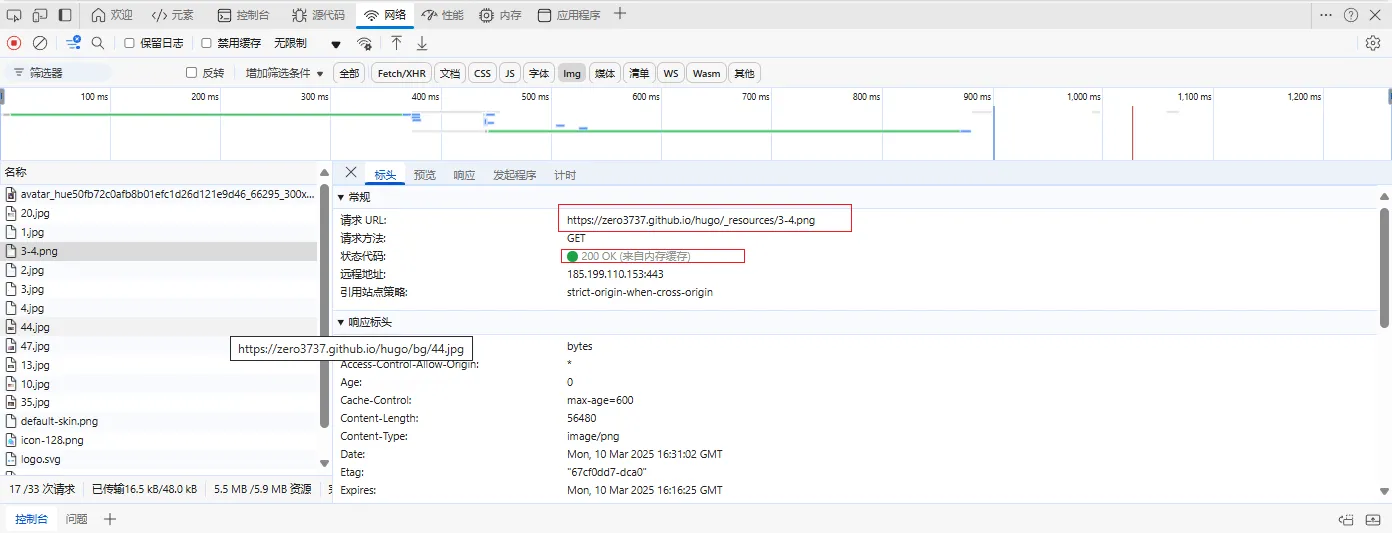 欢迎 元素 控制台 源代码 网络 性能 内存 应用程序
保留日志 禁用缓存 无限制
筛选器 反转 增加筛选条件 全部 Fetch/XHR 文档 CSS JS 字体 Img 媒体 清单 WS Wasm 其他
100 ms 200 ms 300 ms 400 ms 500 ms 600 ms 700 ms 800 ms 900 ms 1,000 ms 1,100 ms 1,200 ms
名称
avatar_hue50fb72c0afb8b01efc1d26d121e9d46_66295_300x...
20.jpg
1.jpg
3-4.png
2.jpg
3.jpg
4.jpg
44.jpg
47.jpg
13.jpg
10.jpg
35.jpg
default-skin.png
icon-128.png
logo.svg
17 /33 次请求 已传输16.5 kB/48.0 kB 5.5 MB /5.9 MB 资源
https://zero3737.github.io/hugo/bg/44.jpg
标头 预览 响应 发起程序 计时
常规
请求 URL: https://zero3737.github.io/hugo/_resources/3-4.png
请求方法: GET
状态代码: 200 OK (来自内存缓存)
远程地址: 185.199.110.153:443
引用站点策略: strict-origin-when-cross-origin
响应标头
bytes
Access-Control-Allow-Origin: *
Age: 0
Cache-Control: max-age=600
Content-Length: 56480
Content-Type: image/png
Date: Mon, 10 Mar 2025 16:31:02 GMT
Etag: "67cf0dd7-dca0"
Expires: Mon, 10 Mar 2025 16:16:25 GMT
控制台 问题